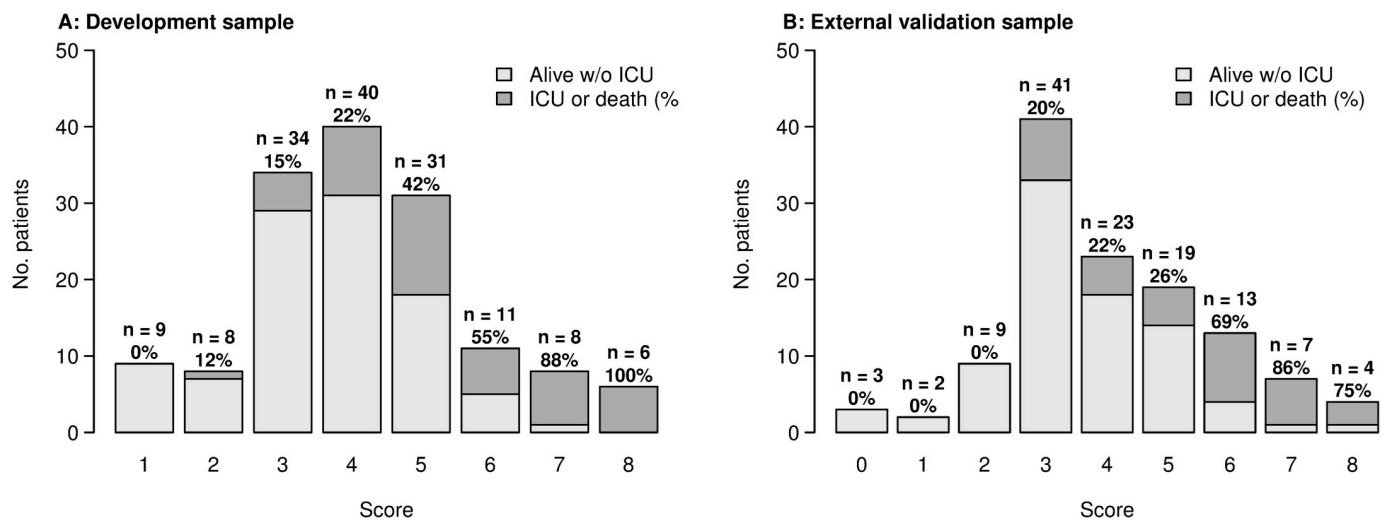 A: Development sample
50
40
30
20
10
0
No. patients
Alive w/o ICU
ICU or death (%
n = 9
0%
n = 8
12%
n = 34
15%
n = 40
22%
n = 31
42%
n = 11
55%
n = 8
88%
n = 6
100%
1 2 3 4 5 6 7 8
Score
B: External validation sample
50
40
30
20
10
0
No. patients
Alive w/o ICU
ICU or death (%)
n = 3
0%
n = 2
0%
n = 9
0%
n = 41
20%
n = 23
22%
n = 19
26%
n = 13
69%
n = 7
86%
n = 4
75%
0 1 2 3 4 5 6 7 8
Score